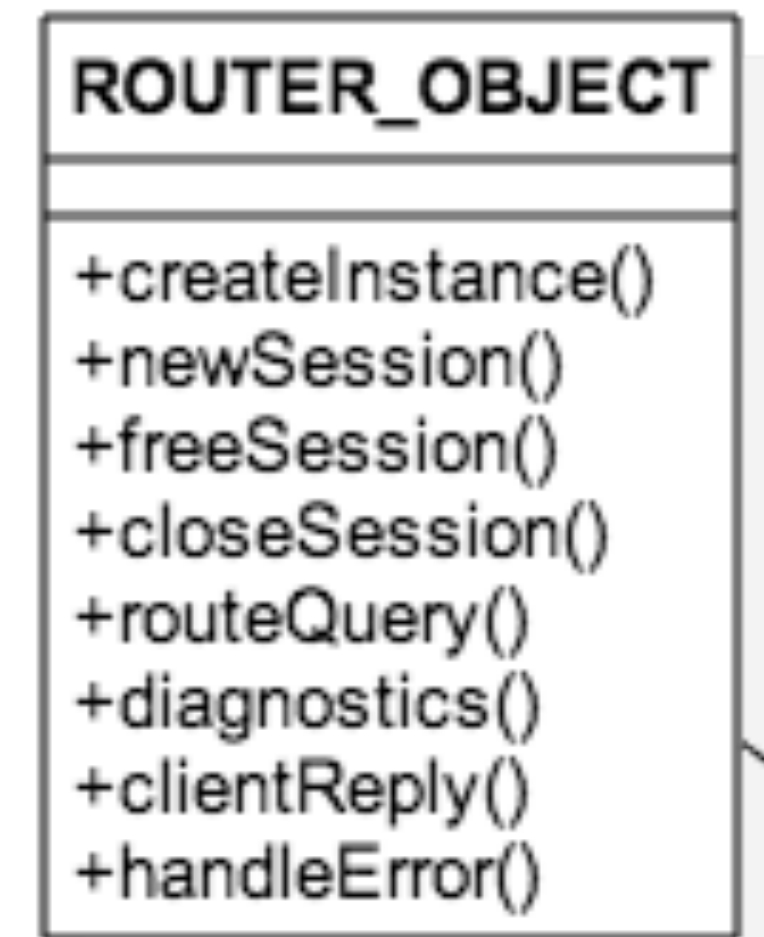 ROUTER_OBJECT
+createInstance()
+newSession()
+freeSession()
+closeSession()
+routeQuery()
+diagnostics()
+clientReply()
+handleError()